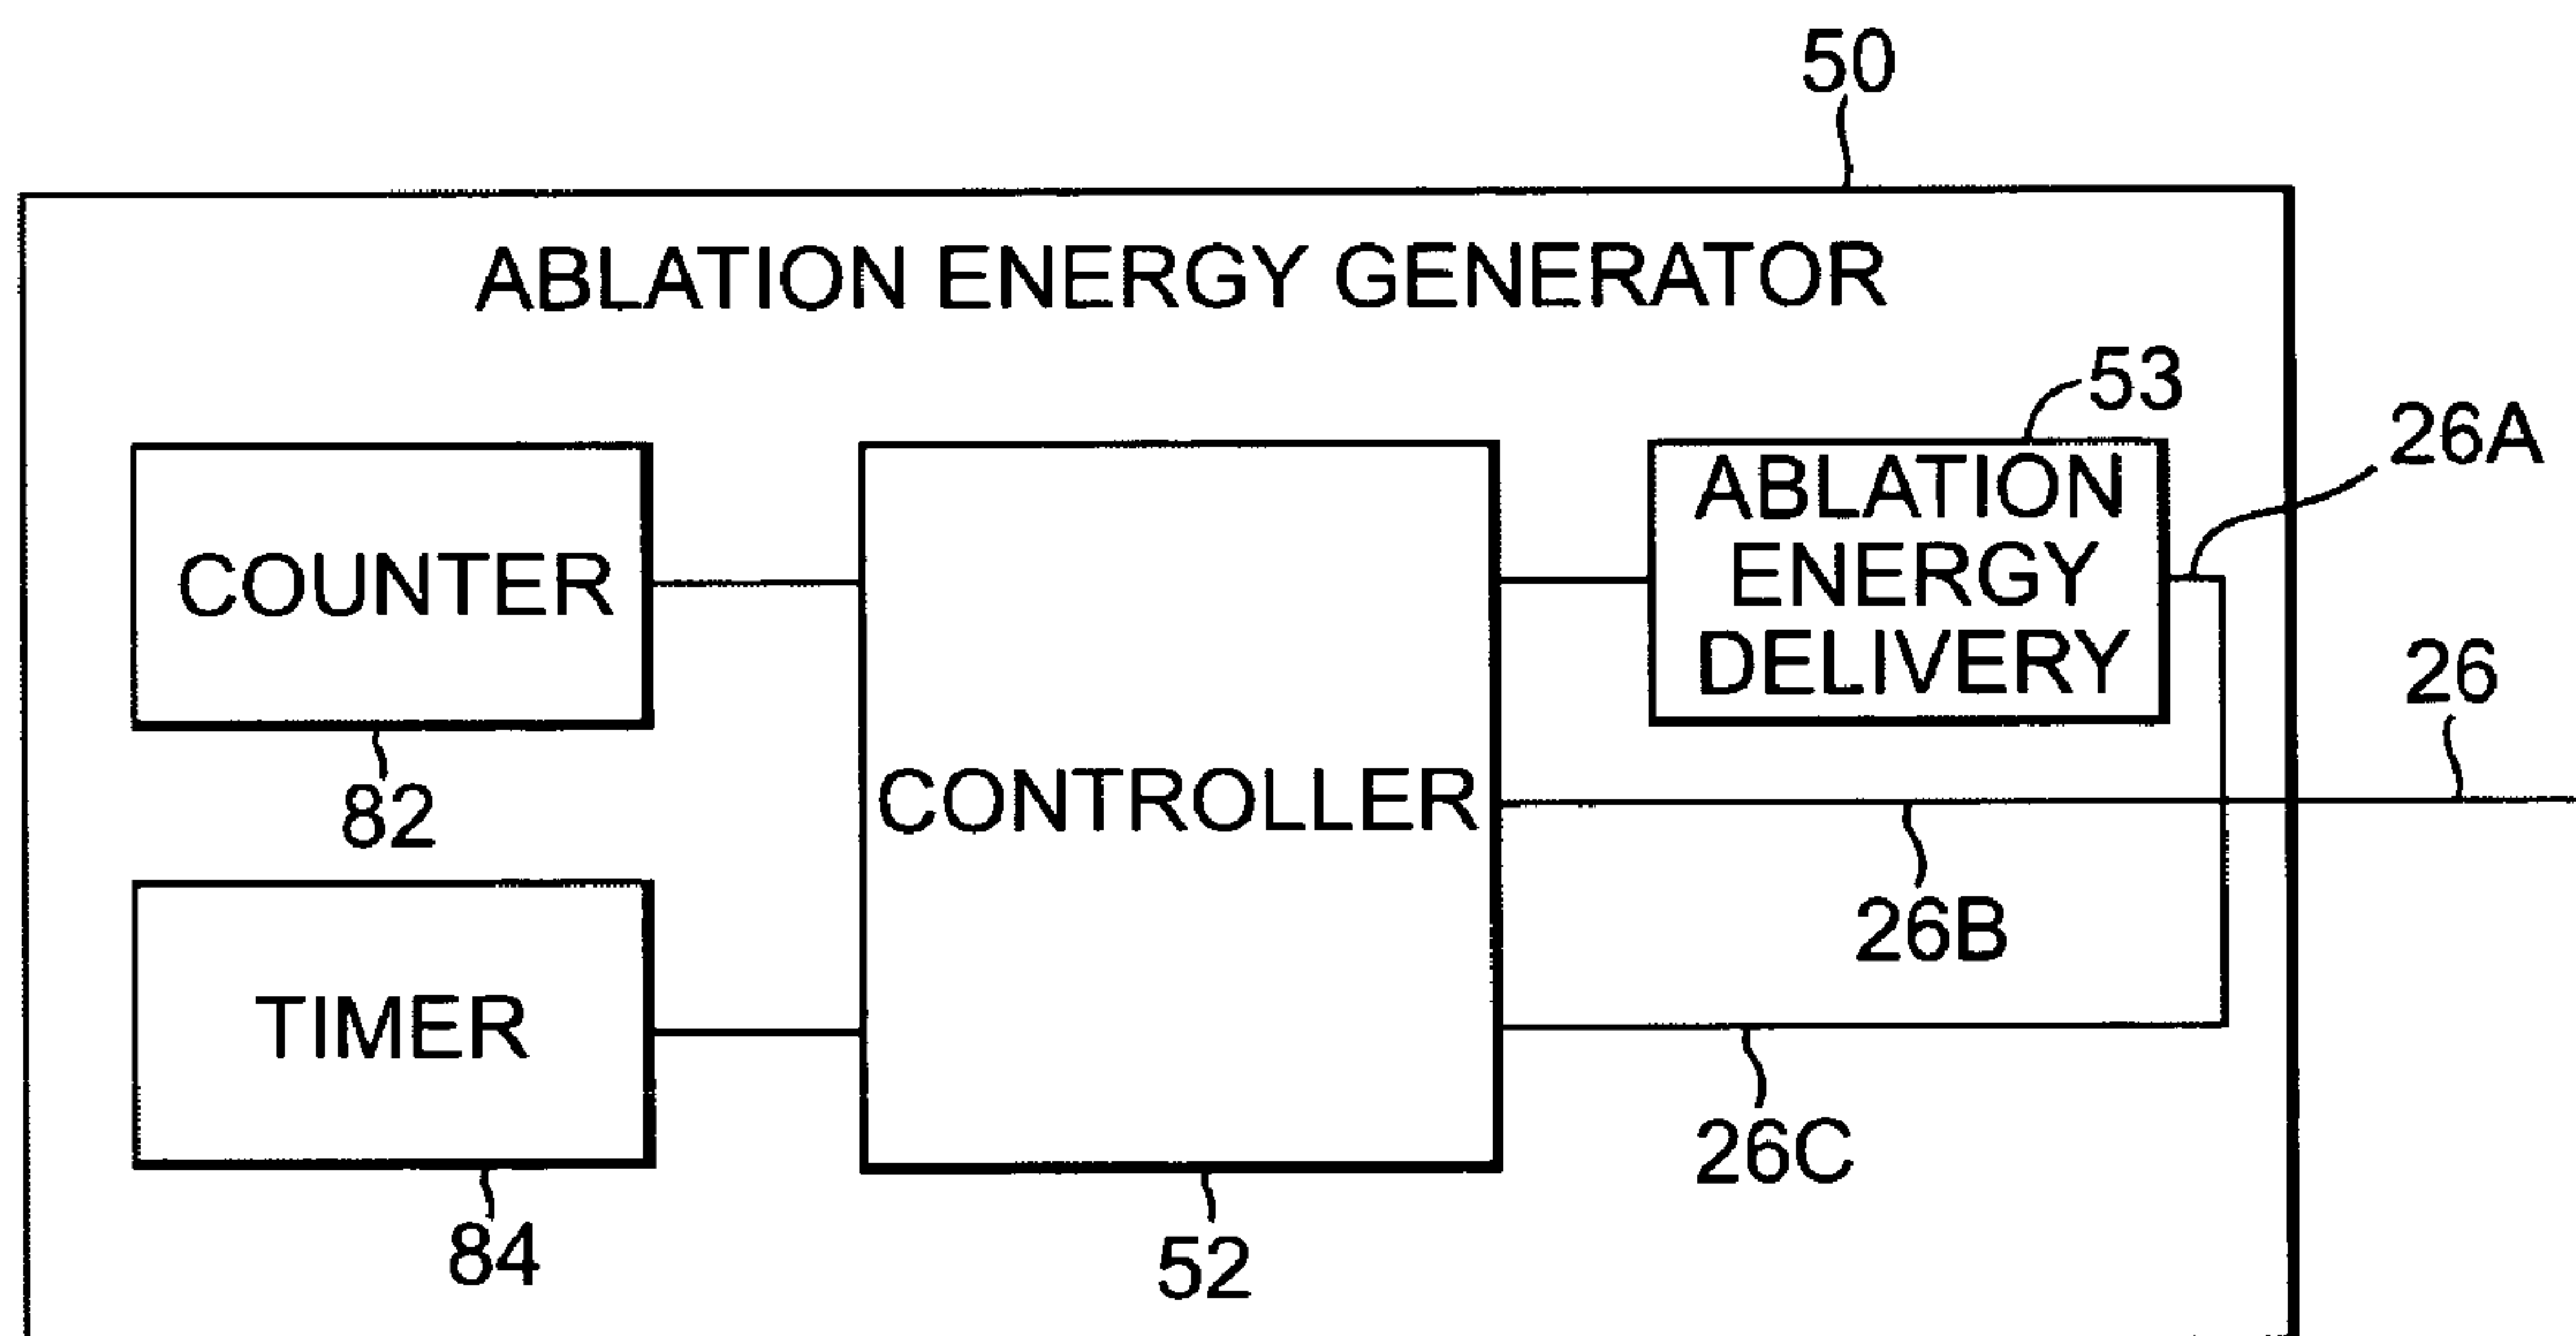 50
ABLATION ENERGY GENERATOR
53
26A
COUNTER
ABLATION
ENERGY
DELIVERY
26
82
CONTROLLER
26B
TIMER
26C
84
52